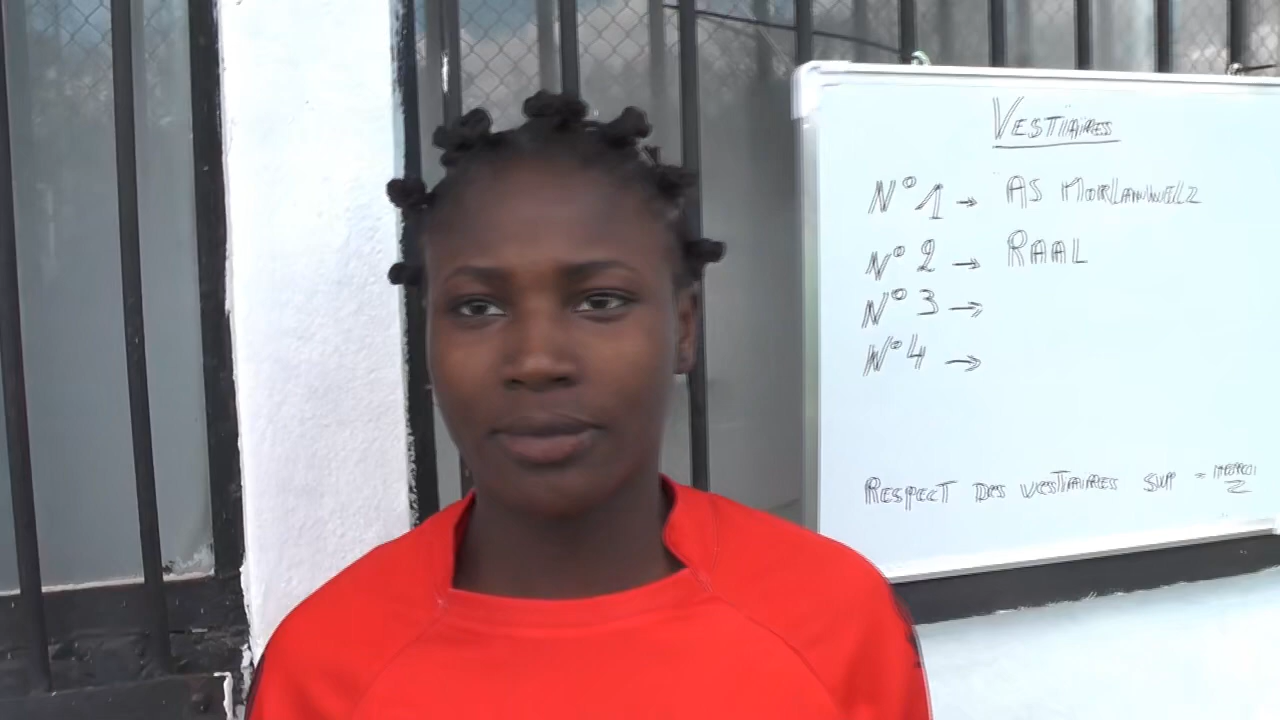 VESTIAIRES
N° 1 → AS MORLANWELZ
N° 2 → RAAL
N° 3 →
N° 4 →
RESPECT DES VESTIAIRES SVP = MERCI